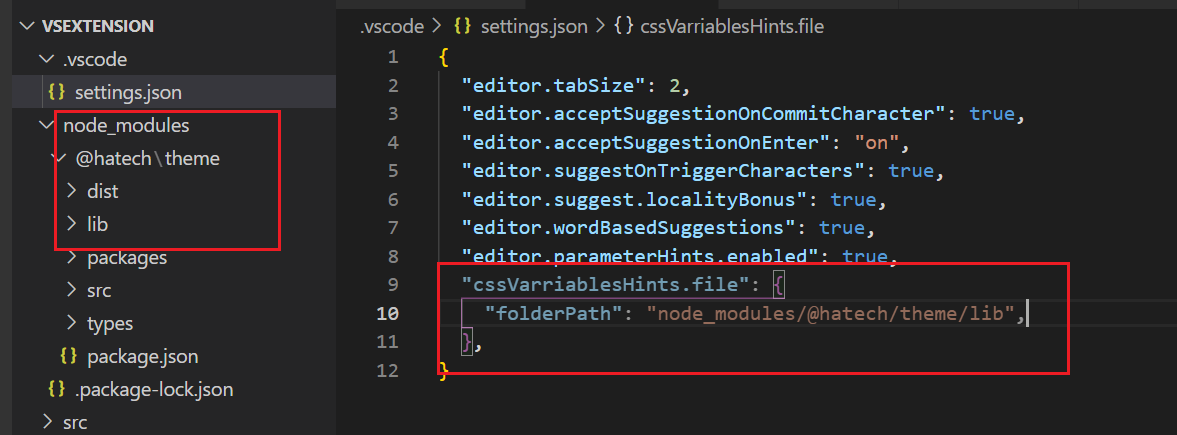 VSEXTENSION
.vscode
settings.json
node_modules
@hatech\theme
dist
lib
packages
src
types
package.json
.package-lock.json
src
.vscode > {} settings.json > {} cssVarriablesHints.file
1 {
2 "editor.tabSize": 2,
3 "editor.acceptSuggestionOnCommitCharacter": true,
4 "editor.acceptSuggestionOnEnter": "on",
5 "editor.suggestOnTriggerCharacters": true,
6 "editor.suggest.localityBonus": true,
7 "editor.wordBasedSuggestions": true,
8 "editor.parameterHints.enabled": true,
9 "cssVarriablesHints.file": {
10 "folderPath": "node_modules/@hatech/theme/lib",
11 },
12 }